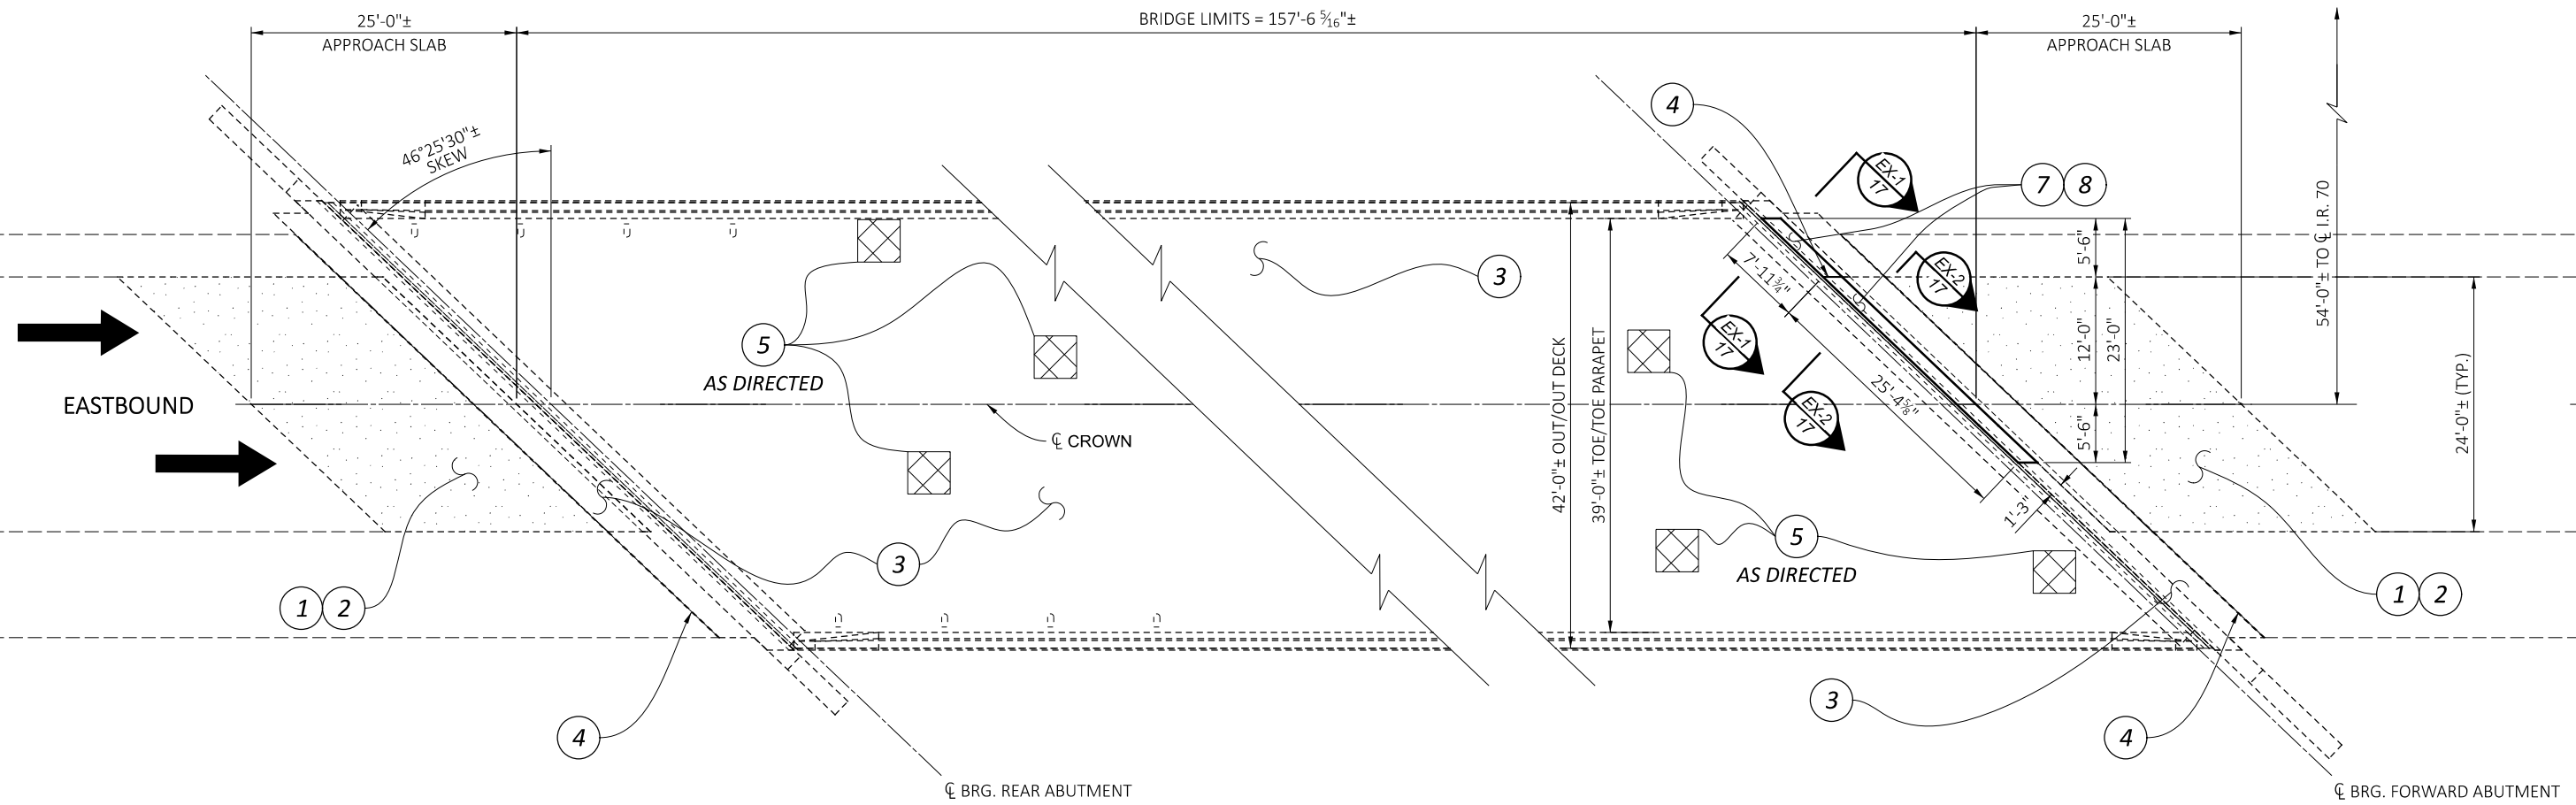 25'-0"±
APPROACH SLAB
BRIDGE LIMITS = 157'-6 5⁄16"±
25'-0"±
APPROACH SLAB
46°25'30"±
SKEW
4
EX-1
17
7 8
54'-0"± TO ℄ I.R. 70
5'-6"
EX-2
17
3
7'-11¾"
5
AS DIRECTED
EX-1
17
12'-0"
23'-0"
EASTBOUND
42'-0"± OUT/OUT DECK
39'-0"± TOE/TOE PARAPET
25'-4⅝"
EX-2
17
5'-6"
24'-0"± (TYP.)
℄ CROWN
1'-3"
5
AS DIRECTED
3
1 2
1 2
3
4
4
℄ BRG. REAR ABUTMENT
℄ BRG. FORWARD ABUTMENT